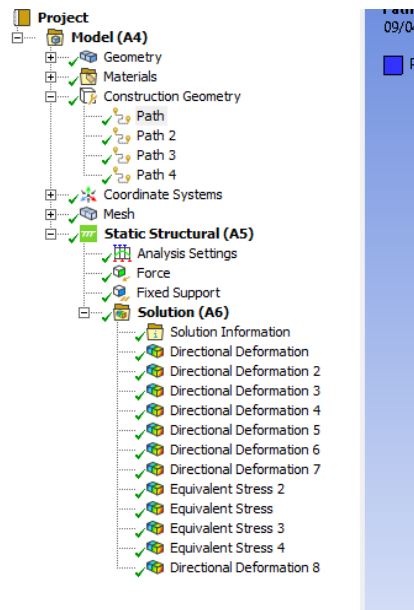 Project
Model (A4)
Geometry
Materials
Construction Geometry
Path
Path 2
Path 3
Path 4
Coordinate Systems
Mesh
Static Structural (A5)
Analysis Settings
Force
Fixed Support
Solution (A6)
Solution Information
Directional Deformation
Directional Deformation 2
Directional Deformation 3
Directional Deformation 4
Directional Deformation 5
Directional Deformation 6
Directional Deformation 7
Equivalent Stress 2
Equivalent Stress
Equivalent Stress 3
Equivalent Stress 4
Directional Deformation 8